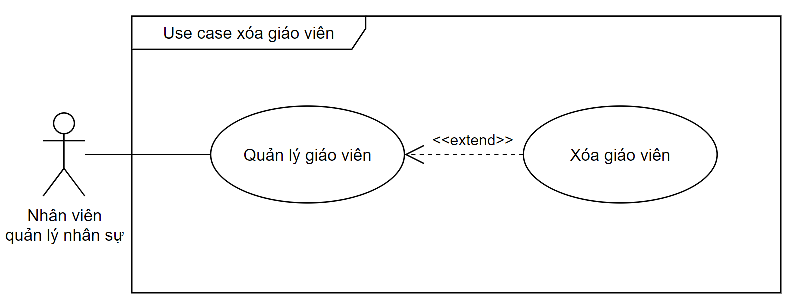 Use case xóa giáo viên
Quản lý giáo viên
<<extend>>
Xóa giáo viên
Nhân viên
quản lý nhân sự